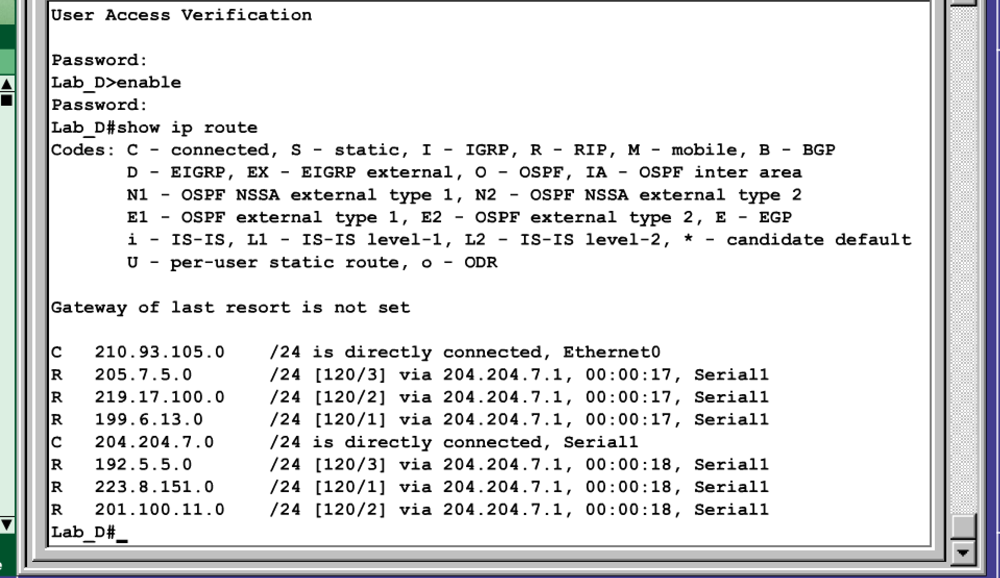 User Access Verification
Password:
Lab_D>enable
Password:
Lab_D#show ip route
Codes: C - connected, S - static, I - IGRP, R - RIP, M - mobile, B - BGP
D - EIGRP, EX - EIGRP external, O - OSPF, IA - OSPF inter area
N1 - OSPF NSSA external type 1, N2 - OSPF NSSA external type 2
E1 - OSPF external type 1, E2 - OSPF external type 2, E - EGP
i - IS-IS, L1 - IS-IS level-1, L2 - IS-IS level-2, * - candidate default
U - per-user static route, o - ODR
Gateway of last resort is not set
C 210.93.105.0 /24 is directly connected, Ethernet0
R 205.7.5.0 /24 [120/3] via 204.204.7.1, 00:00:17, Serial1
R 219.17.100.0 /24 [120/2] via 204.204.7.1, 00:00:17, Serial1
R 199.6.13.0 /24 [120/1] via 204.204.7.1, 00:00:17, Serial1
C 204.204.7.0 /24 is directly connected, Serial1
R 192.5.5.0 /24 [120/3] via 204.204.7.1, 00:00:18, Serial1
R 223.8.151.0 /24 [120/1] via 204.204.7.1, 00:00:18, Serial1
R 201.100.11.0 /24 [120/2] via 204.204.7.1, 00:00:18, Serial1
Lab_D#_